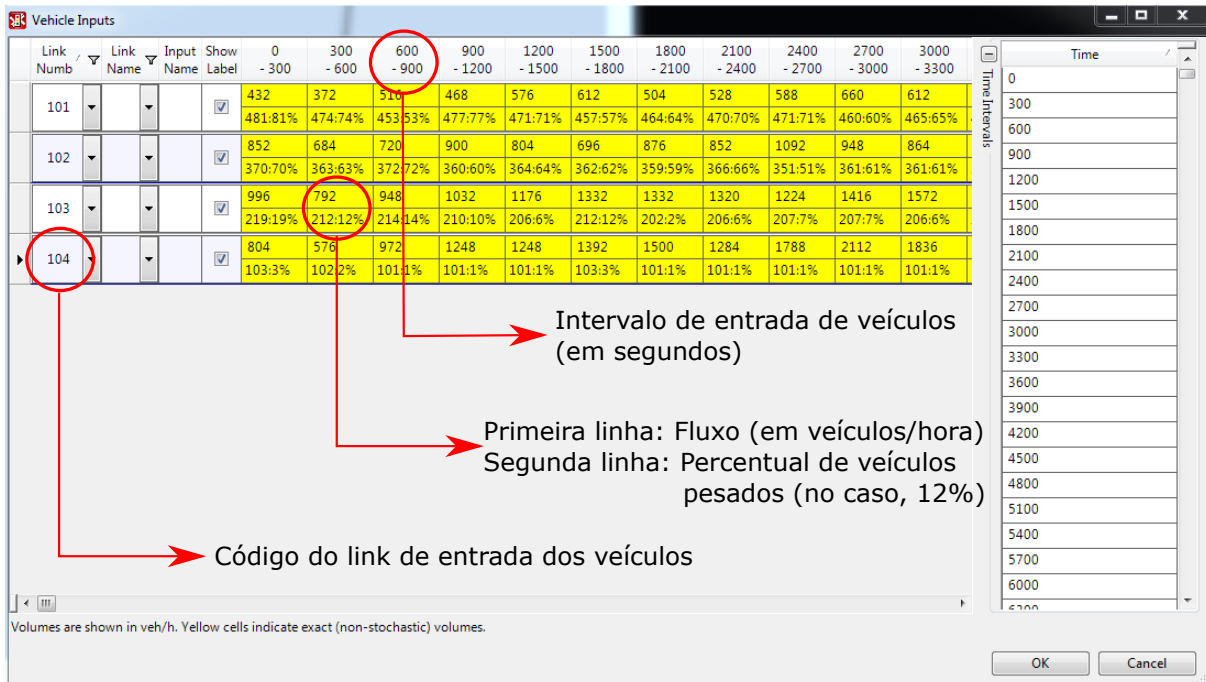 Vehicle Inputs
Link Numb Link Name Input Name Show Label 0 - 300 300 - 600 600 - 900 900 - 1200 1200 - 1500 1500 - 1800 1800 - 2100 2100 - 2400 2400 - 2700 2700 - 3000 3000 - 3300
101 432 372 516 468 576 612 504 528 588 660 612
481:81% 474:74% 453:53% 477:77% 471:71% 457:57% 464:64% 470:70% 471:71% 460:60% 465:65%
102 852 684 720 900 804 696 876 852 1092 948 864
370:70% 363:63% 372:72% 360:60% 364:64% 362:62% 359:59% 366:66% 351:51% 361:61% 361:61%
103 996 792 948 1032 1176 1332 1332 1320 1224 1416 1572
219:19% 212:12% 214:14% 210:10% 206:6% 212:12% 202:2% 206:6% 207:7% 207:7% 206:6%
104 804 576 972 1248 1248 1392 1500 1284 1788 2112 1836
103:3% 102:2% 101:1% 101:1% 101:1% 103:3% 101:1% 101:1% 101:1% 101:1% 101:1%
Intervalo de entrada de veículos
(em segundos)
Primeira linha: Fluxo (em veículos/hora)
Segunda linha: Percentual de veículos
pesados (no caso, 12%)
Código do link de entrada dos veículos
Time Intervals
Time
0
300
600
900
1200
1500
1800
2100
2400
2700
3000
3300
3600
3900
4200
4500
4800
5100
5400
5700
6000
6300
Volumes are shown in veh/h. Yellow cells indicate exact (non-stochastic) volumes.
OK Cancel